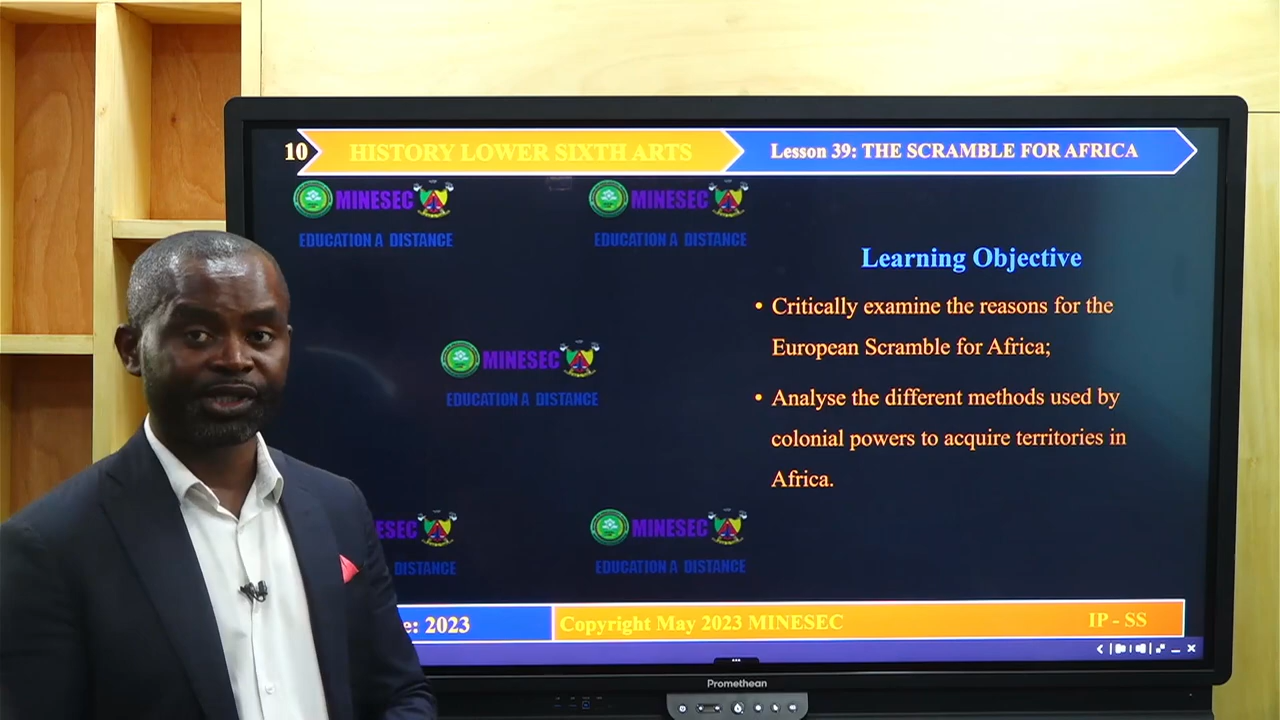 10
HISTORY LOWER SIXTH ARTS
Lesson 39: THE SCRAMBLE FOR AFRICA
MINESEC
EDUCATION A DISTANCE
MINESEC
EDUCATION A DISTANCE
Learning Objective
• Critically examine the reasons for the
European Scramble for Africa;
MINESEC
EDUCATION A DISTANCE
• Analyse the different methods used by
colonial powers to acquire territories in
Africa.
ESEC
DISTANCE
MINESEC
EDUCATION A DISTANCE
e: 2023
Copyright May 2023 MINESEC
IP - SS
Promethean